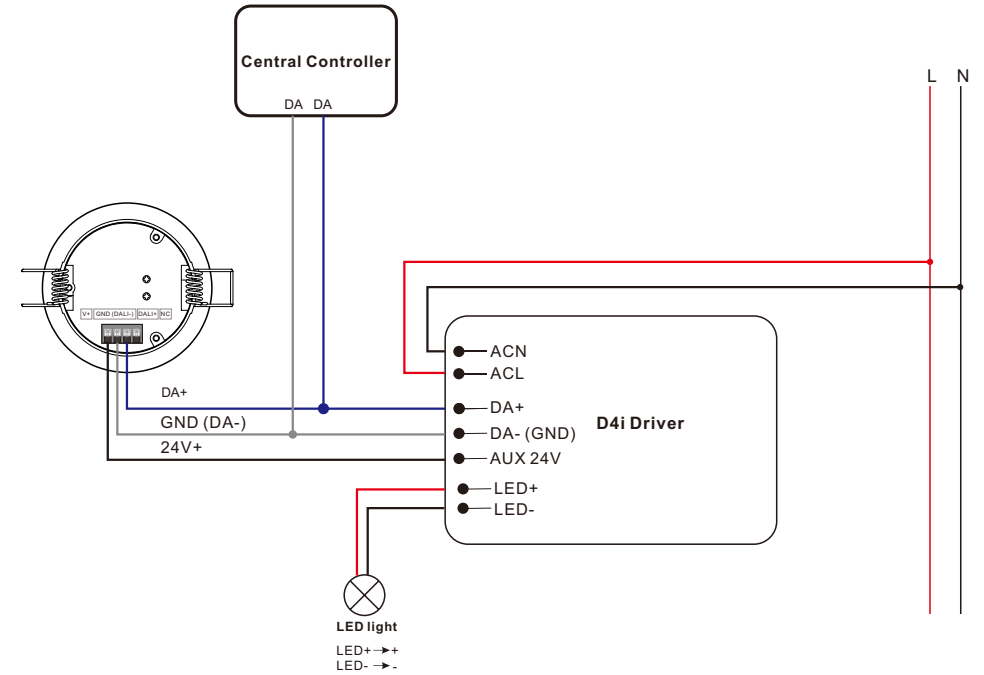 Central Controller
DA DA
L N
V+ GND (DALI-) DALI+ NC
DA+
GND (DA-)
24V+
ACN
ACL
DA+
DA- (GND)
AUX 24V
LED+
LED-
D4i Driver
LED light
LED+→+
LED-→-